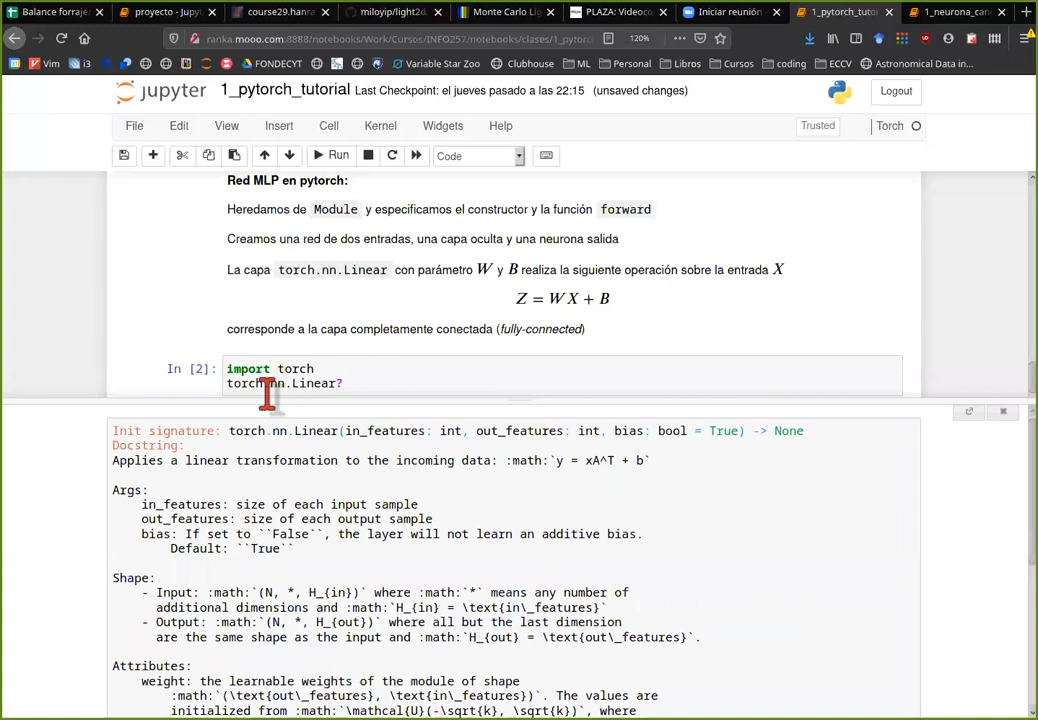 Balance forrajer
proyecto - Jupyt
course29.hanra
miloyip/light2d
Monte Carlo Lig
PLAZA: Videoco
Iniciar reunión -
1_pytorch_tutor
1_neurona_can
ranka.mooo.com:8888/notebooks/Work/Cursos/INFO257/notebooks/clases/1_pytorc
120%
Vim
i3
FONDECYT
Variable Star Zoo
Clubhouse
ML
Personal
Libros
Cursos
coding
ECCV
Astronomical Data in...
jupyter 1_pytorch_tutorial Last Checkpoint: el jueves pasado a las 22:15 (unsaved changes)
Logout
File Edit View Insert Cell Kernel Widgets Help
Trusted
Torch
Run
Code
Red MLP en pytorch:
Heredamos de Module y especificamos el constructor y la función forward
Creamos una red de dos entradas, una capa oculta y una neurona salida
La capa torch.nn.Linear con parámetro W y B realiza la siguiente operación sobre la entrada X
Z = WX + B
corresponde a la capa completamente conectada (fully-connected)
In [2]: import torch
torch.nn.Linear?
Init signature: torch.nn.Linear(in_features: int, out_features: int, bias: bool = True) -> None
Docstring:
Applies a linear transformation to the incoming data: :math:`y = xA^T + b`
Args:
in_features: size of each input sample
out_features: size of each output sample
bias: If set to ``False``, the layer will not learn an additive bias.
Default: ``True``
Shape:
- Input: :math:`(N, *, H_{in})` where :math:`*` means any number of
additional dimensions and :math:`H_{in} = \text{in\_features}`
- Output: :math:`(N, *, H_{out})` where all but the last dimension
are the same shape as the input and :math:`H_{out} = \text{out\_features}`.
Attributes:
weight: the learnable weights of the module of shape
:math:`(\text{out\_features}, \text{in\_features})`. The values are
initialized from :math:`\mathcal{U}(-\sqrt{k}, \sqrt{k})`, where